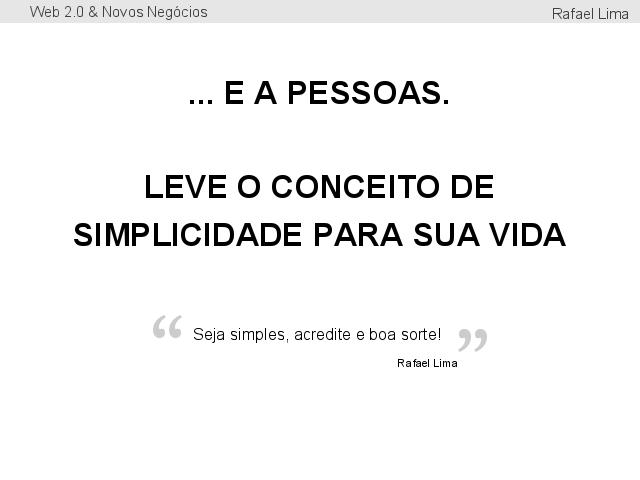 Web 2.0 & Novos Negócios
Rafael Lima
... E A PESSOAS.
LEVE O CONCEITO DE
SIMPLICIDADE PARA SUA VIDA
“ Seja simples, acredite e boa sorte! ”
Rafael Lima